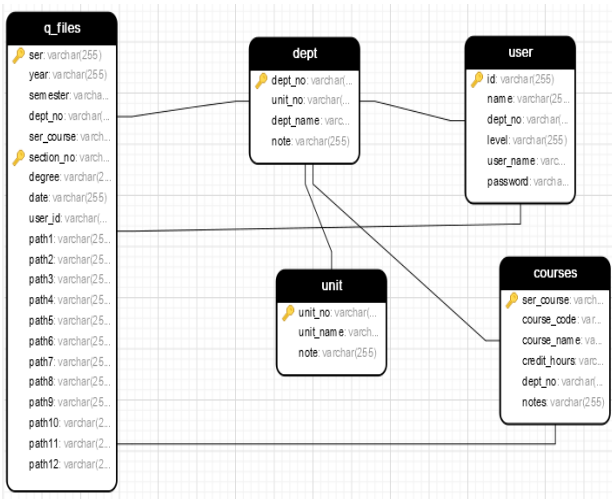 q_files
ser: varchar(255)
year: varchar(255)
semester: varcha...
dept_no: varchar(...
ser_course: varch...
section_no: varch...
degree: varchar(2...
date: varchar(255)
user_id: varchar(...
path1: varchar(25...
path2: varchar(25...
path3: varchar(25...
path4: varchar(25...
path5: varchar(25...
path6: varchar(25...
path7: varchar(25...
path8: varchar(25...
path9: varchar(25...
path10: varchar(2...
path11: varchar(2...
path12: varchar(2...
dept
dept_no: varchar(...
unit_no: varchar(...
dept_name: varc...
note: varchar(255)
user
id: varchar(255)
name: varchar(25...
dept_no: varchar(...
level: varchar(255)
user_name: varc...
password: varcha...
unit
unit_no: varchar(...
unit_name: varch...
note: varchar(255)
courses
ser_course: varch...
course_code: var...
course_name: va...
credit_hours: varc...
dept_no: varchar(...
notes: varchar(255)